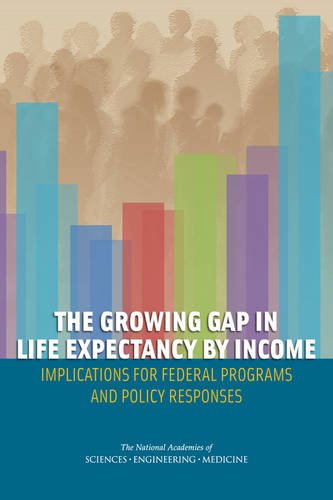 THE GROWING GAP IN
LIFE EXPECTANCY BY INCOME
IMPLICATIONS FOR FEDERAL PROGRAMS
AND POLICY RESPONSES
The National Academies of
SCIENCES • ENGINEERING • MEDICINE